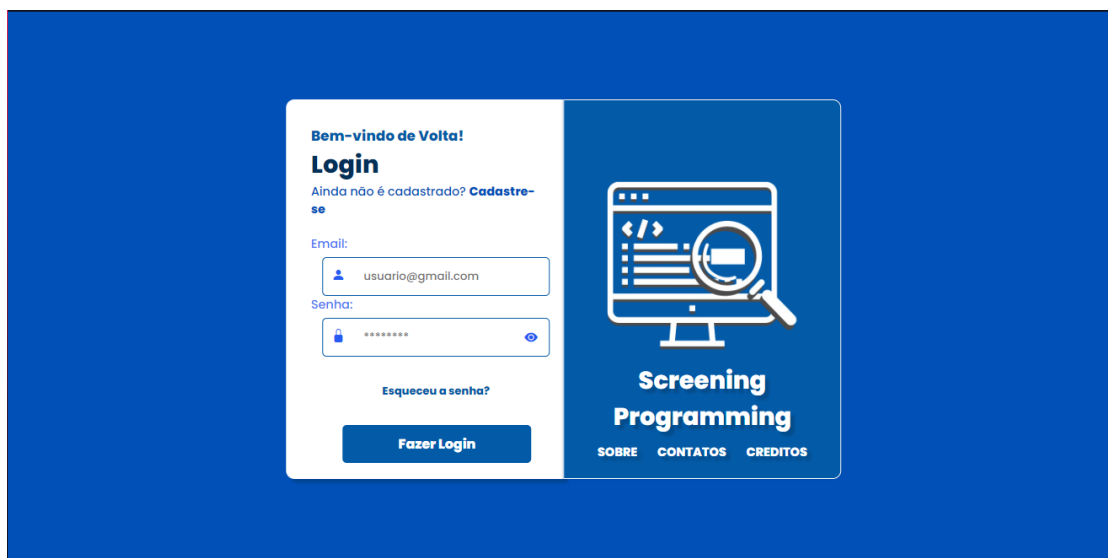 Bem-vindo de Volta!
Login
Ainda não é cadastrado? Cadastre-
se
Email:
usuario@gmail.com
Senha:
********
Esqueceu a senha?
Fazer Login
</>
Screening
Programming
SOBRE CONTATOS CREDITOS